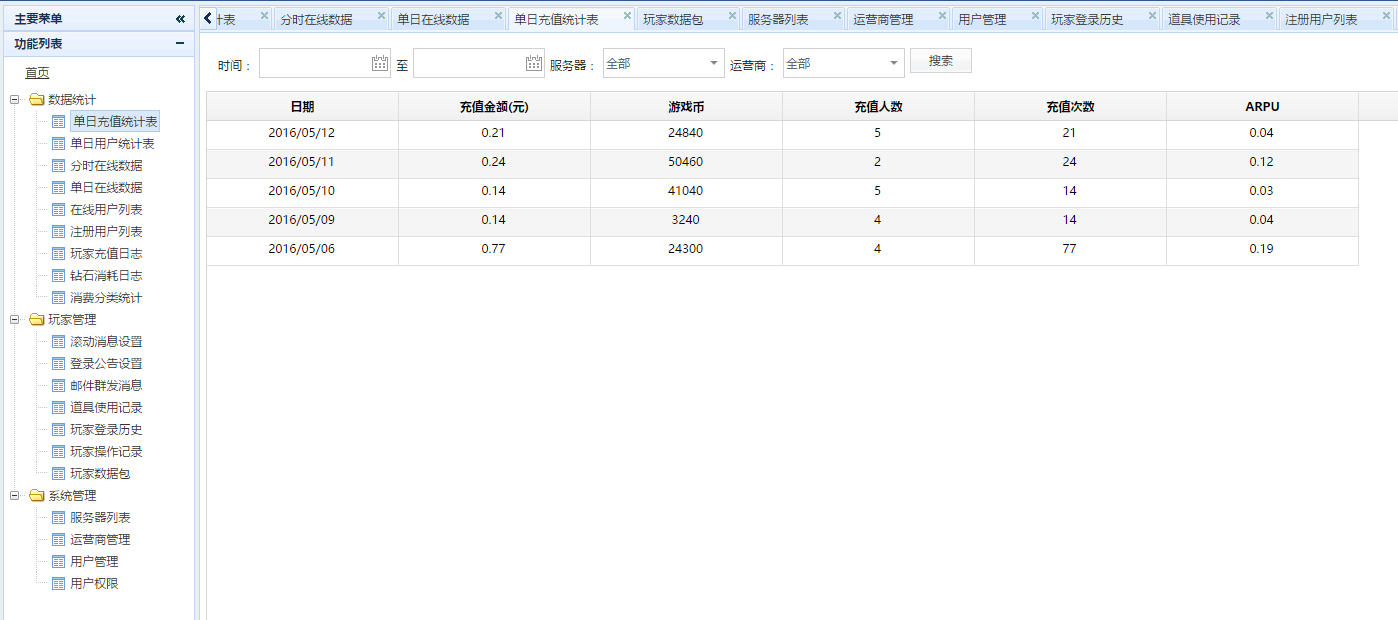 主要菜单
功能列表
首页
数据统计
单日充值统计表
单日用户统计表
分时在线数据
单日在线数据
在线用户列表
注册用户列表
玩家充值日志
钻石消耗日志
消费分类统计
玩家管理
滚动消息设置
登录公告设置
邮件群发消息
道具使用记录
玩家登录历史
玩家操作记录
玩家数据包
系统管理
服务器列表
运营商管理
用户管理
用户权限
计表 分时在线数据 单日在线数据 单日充值统计表 玩家数据包 服务器列表 运营商管理 用户管理 玩家登录历史 道具使用记录 注册用户列表
时间： 至 服务器： 全部 运营商： 全部 搜索
日期 充值金额(元) 游戏币 充值人数 充值次数 ARPU
2016/05/12 0.21 24840 5 21 0.04
2016/05/11 0.24 50460 2 24 0.12
2016/05/10 0.14 41040 5 14 0.03
2016/05/09 0.14 3240 4 14 0.04
2016/05/06 0.77 24300 4 77 0.19